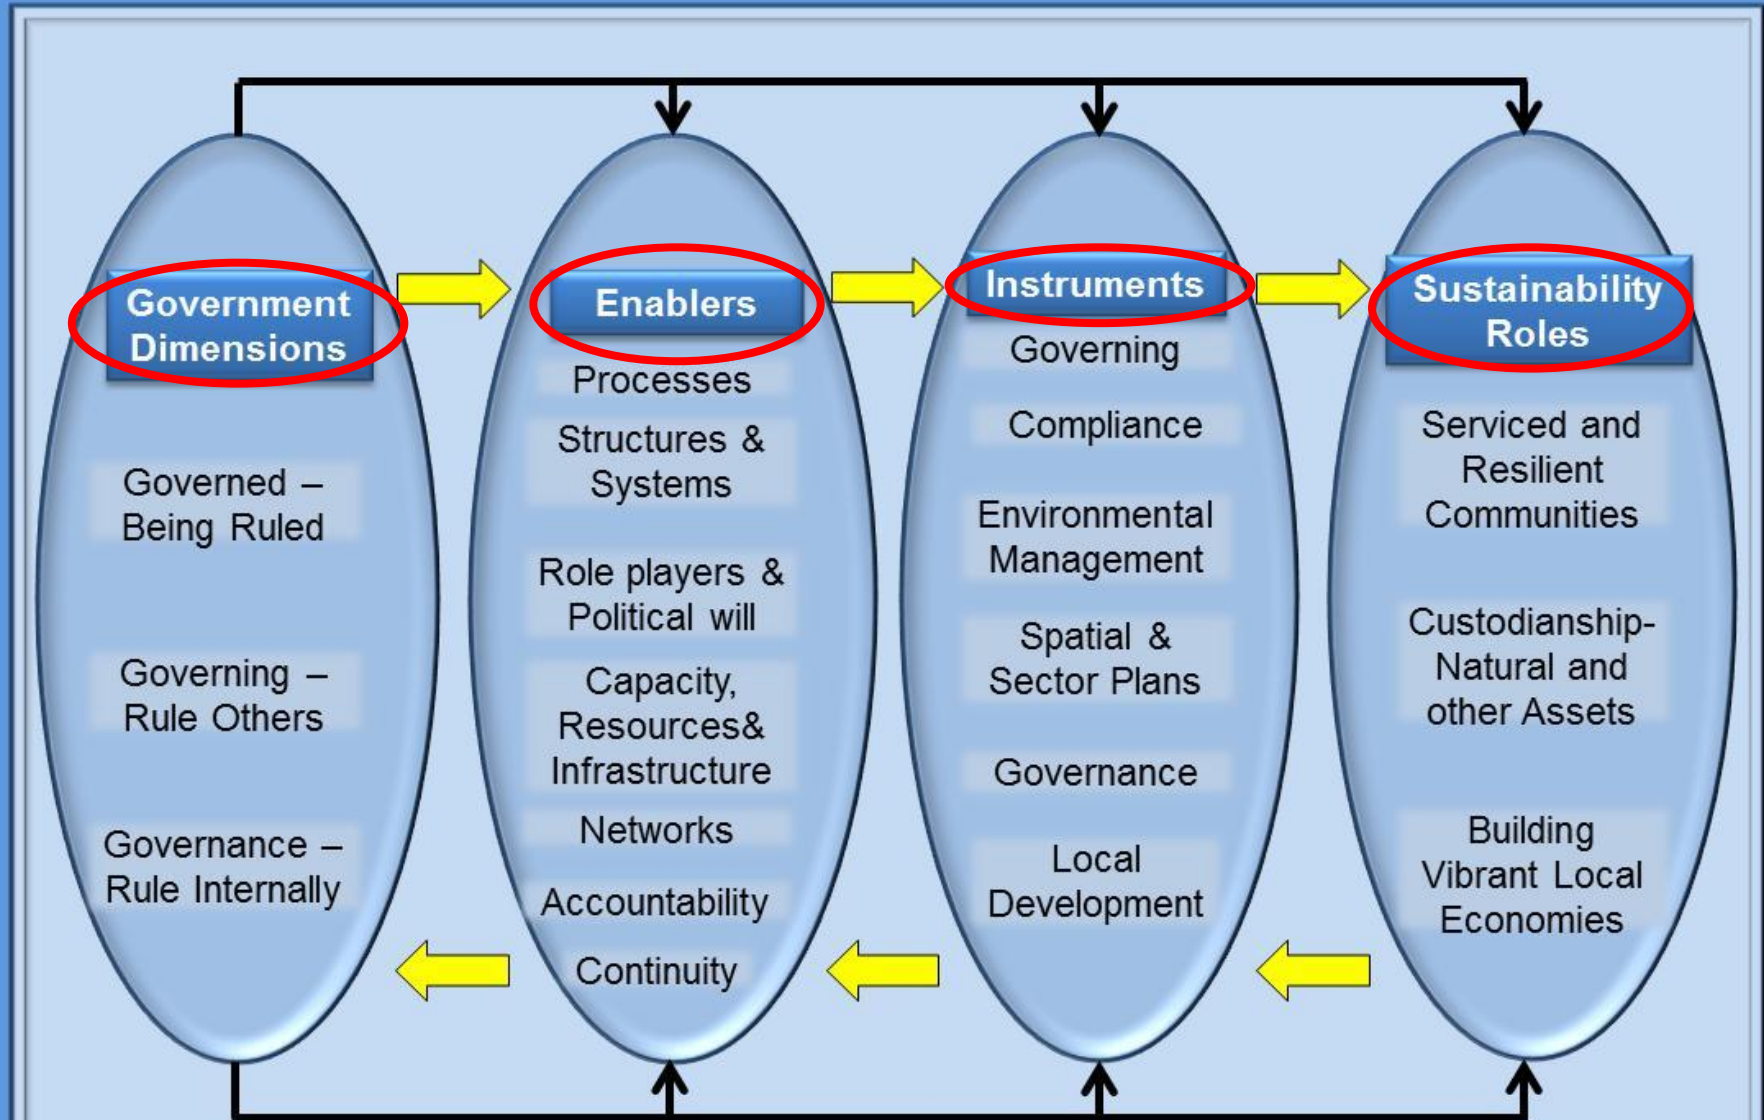 Government
Dimensions
Governed –
Being Ruled
Governing –
Rule Others
Governance –
Rule Internally
Enablers
Processes
Structures &
Systems
Role players &
Political will
Capacity,
Resources&
Infrastructure
Networks
Accountability
Continuity
Instruments
Governing
Compliance
Environmental
Management
Spatial &
Sector Plans
Governance
Local
Development
Sustainability
Roles
Serviced and
Resilient
Communities
Custodianship-
Natural and
other Assets
Building
Vibrant Local
Economies